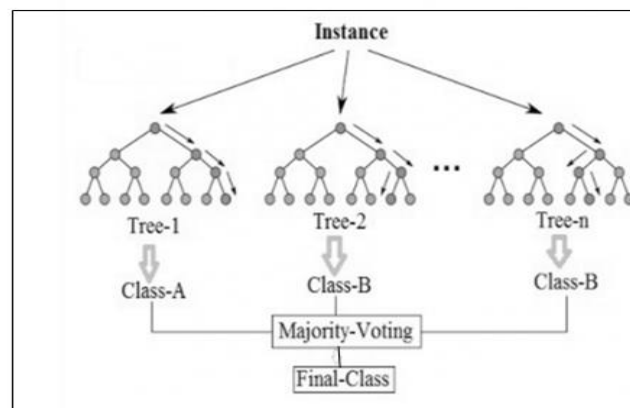 Instance
...
Tree-1 Tree-2 Tree-n
Class-A Class-B Class-B
Majority-Voting
Final-Class